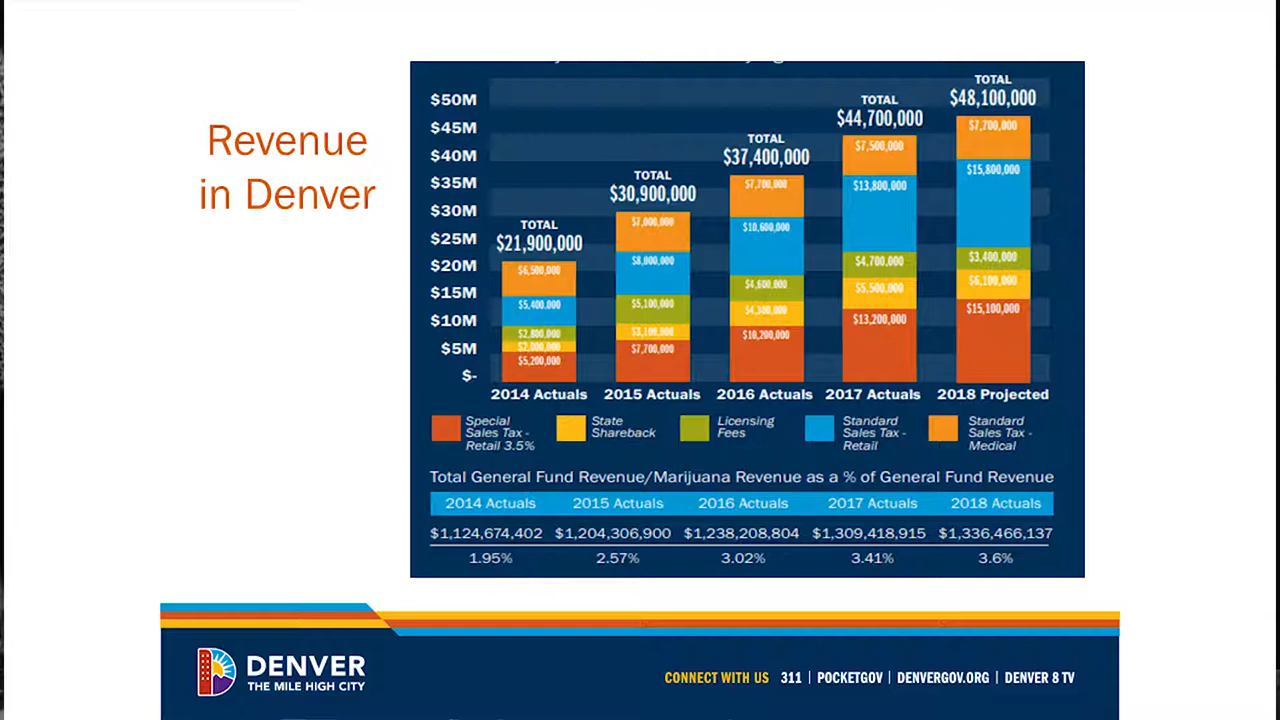 Revenue
in Denver
$50M
$45M
$40M
$35M
$30M
$25M
$20M
$15M
$10M
$5M
$-
TOTAL
$21,900,000
$6,500,000
$5,400,000
$2,800,000
$2,000,000
$5,200,000
TOTAL
$30,900,000
$7,000,000
$8,000,000
$5,100,000
$3,100,000
$7,700,000
TOTAL
$37,400,000
$7,700,000
$10,600,000
$4,600,000
$4,300,000
$10,200,000
TOTAL
$44,700,000
$7,500,000
$13,800,000
$4,700,000
$5,500,000
$13,200,000
TOTAL
$48,100,000
$7,700,000
$15,800,000
$3,400,000
$6,100,000
$15,100,000
2014 Actuals 2015 Actuals 2016 Actuals 2017 Actuals 2018 Projected
Special
Sales Tax -
Retail 3.5%
State
Shareback
Licensing
Fees
Standard
Sales Tax -
Retail
Standard
Sales Tax -
Medical
Total General Fund Revenue/Marijuana Revenue as a % of General Fund Revenue
2014 Actuals 2015 Actuals 2016 Actuals 2017 Actuals 2018 Actuals
$1,124,674,402 $1,204,306,900 $1,238,208,804 $1,309,418,915 $1,336,466,137
1.95% 2.57% 3.02% 3.41% 3.6%
DENVER
THE MILE HIGH CITY
CONNECT WITH US 311 | POCKETGOV | DENVERGOV.ORG | DENVER 8 TV